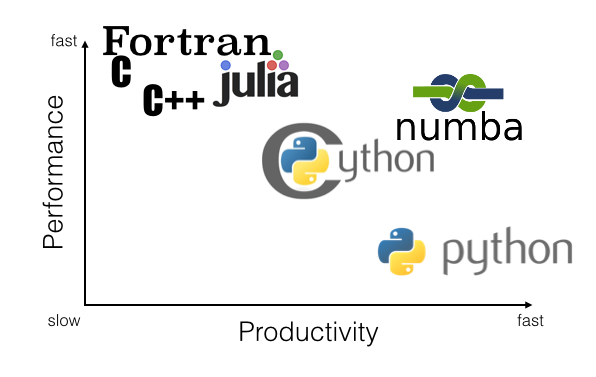 fast
Fortran
C
C++
julia
numba
Cython
python
Performance
slow
fast
Productivity